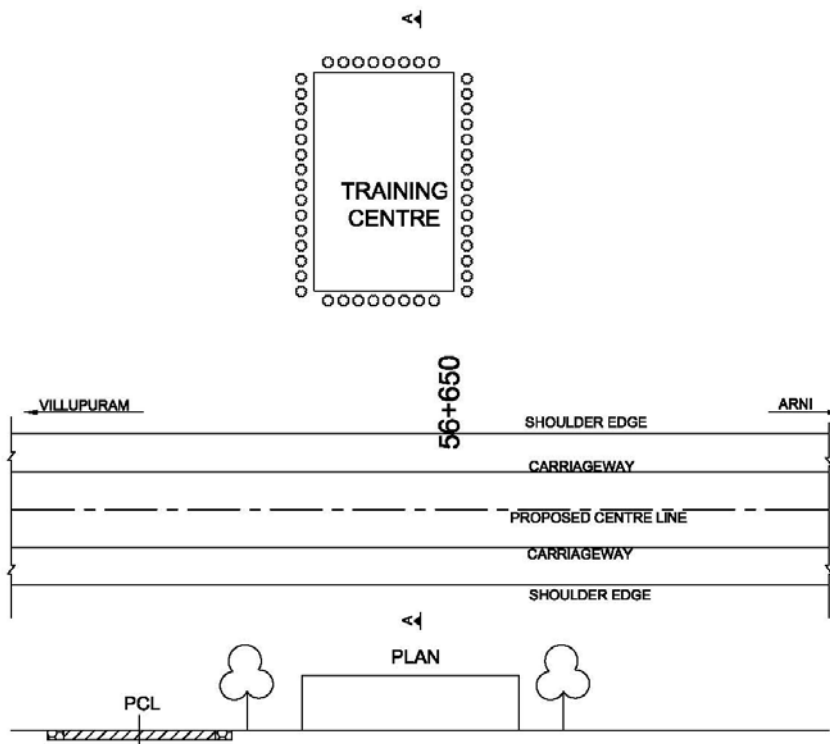 A
TRAINING
CENTRE
56+650
VILLUPURAM
ARNI
SHOULDER EDGE
CARRIAGEWAY
PROPOSED CENTRE LINE
CARRIAGEWAY
SHOULDER EDGE
A
PLAN
PCL